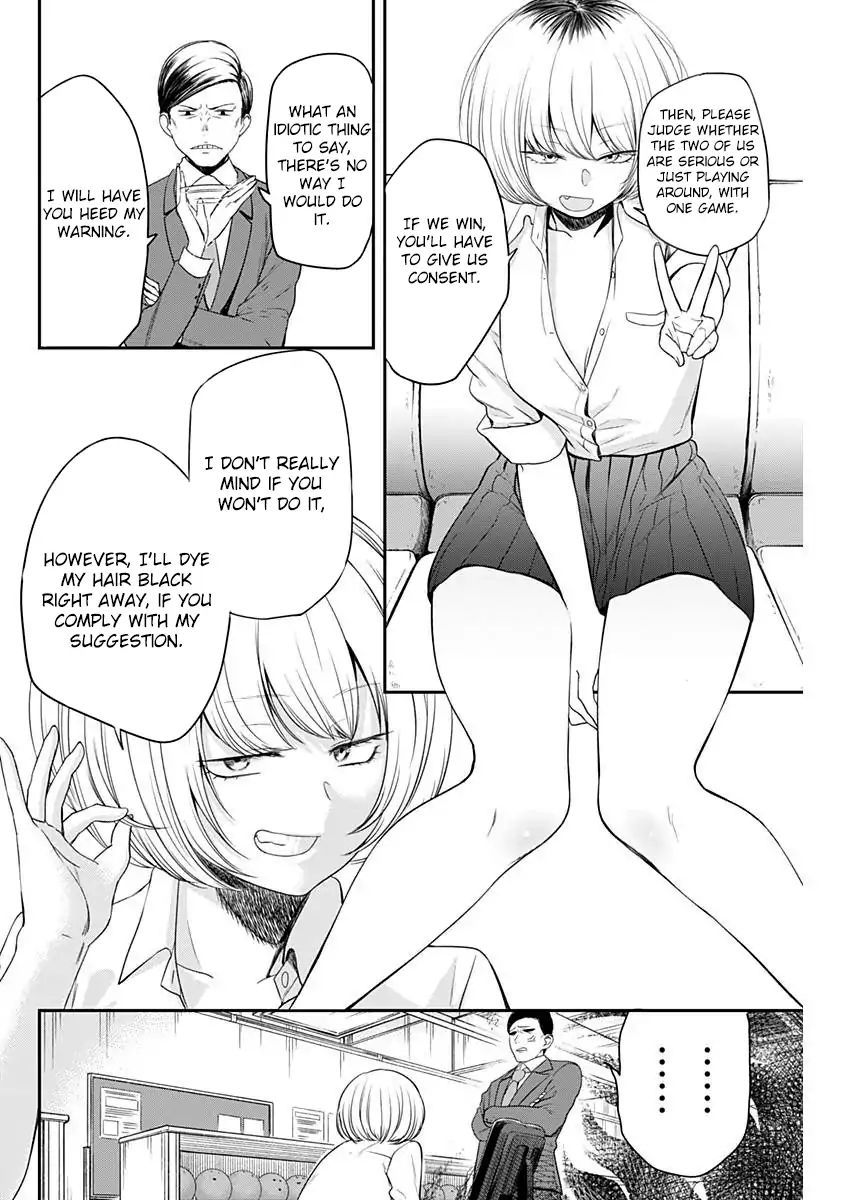 THEN, PLEASE
JUDGE WHETHER
THE TWO OF US
ARE SERIOUS OR
JUST PLAYING
AROUND, WITH
ONE GAME.
IF WE WIN,
YOU'LL HAVE
TO GIVE US
CONSENT.
WHAT AN
IDIOTIC THING
TO SAY,
THERE'S NO
WAY I
WOULD DO
IT.
I WILL HAVE
YOU HEED MY
WARNING.
I DON'T REALLY
MIND IF YOU
WON'T DO IT,
HOWEVER, I'LL DYE
MY HAIR BLACK
RIGHT AWAY, IF YOU
COMPLY WITH MY
SUGGESTION.
. . . . . .
. . . . . .